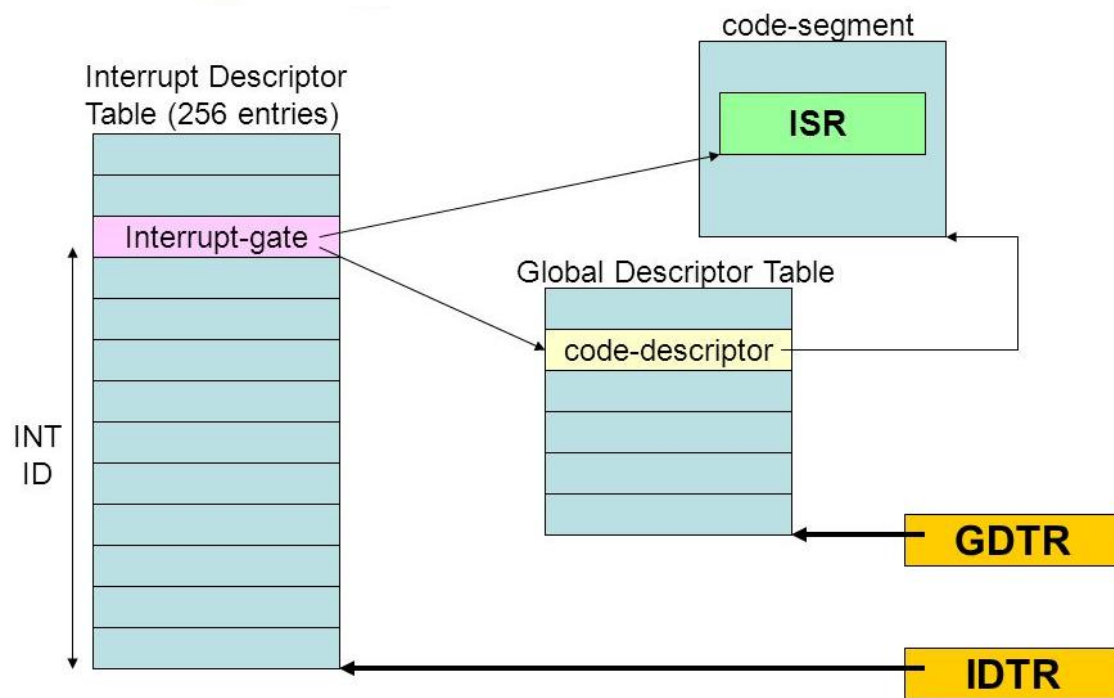 code-segment
Interrupt Descriptor
Table (256 entries)
ISR
Interrupt-gate
Global Descriptor Table
code-descriptor
INT
ID
GDTR
IDTR